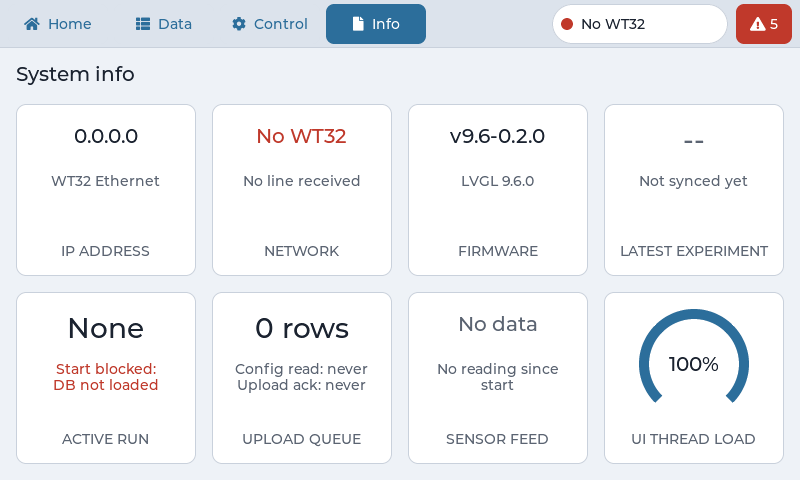 Home
Data
Control
Info
No WT32
5
System info
0.0.0.0
WT32 Ethernet
IP ADDRESS
No WT32
No line received
NETWORK
v9.6-0.2.0
LVGL 9.6.0
FIRMWARE
--
Not synced yet
LATEST EXPERIMENT
None
Start blocked:
DB not loaded
ACTIVE RUN
0 rows
Config read: never
Upload ack: never
UPLOAD QUEUE
No data
No reading since
start
SENSOR FEED
100%
UI THREAD LOAD